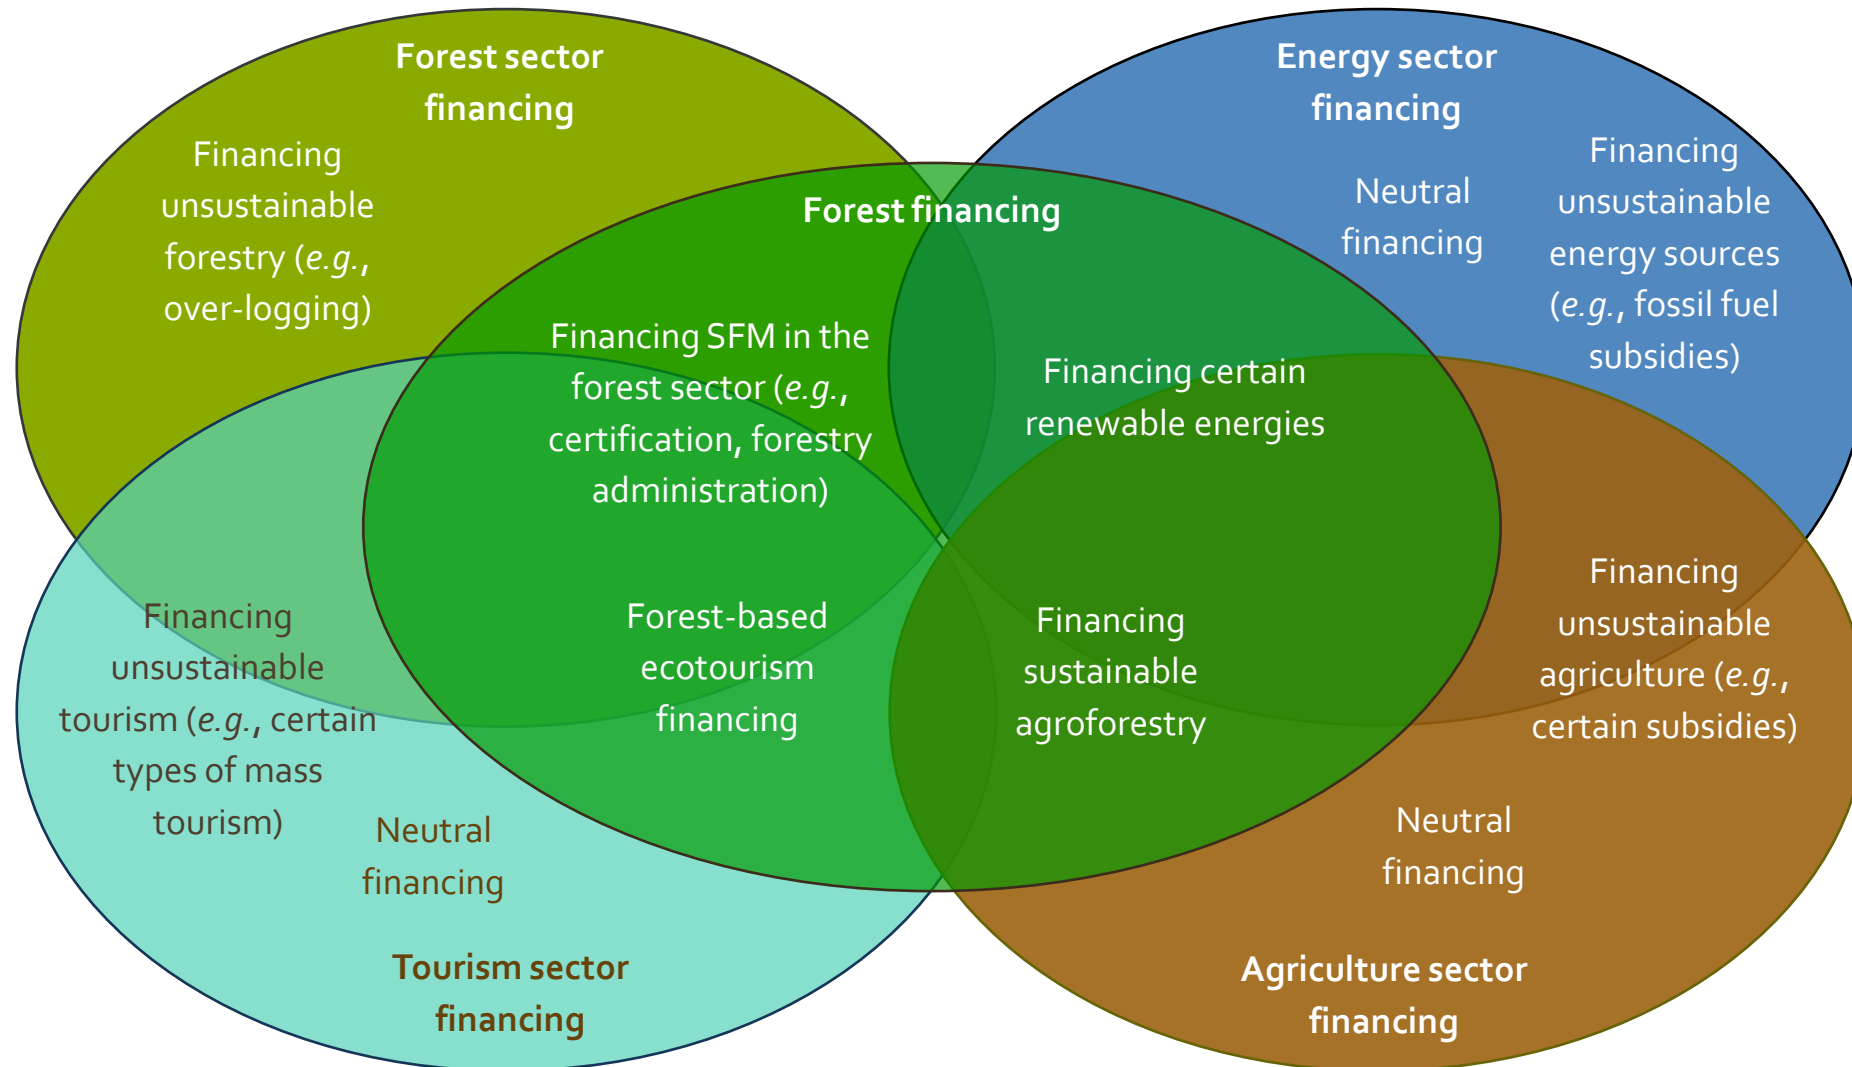 Forest sector
financing
Financing
unsustainable
forestry (e.g.,
over-logging)
Energy sector
financing
Neutral
financing
Financing
unsustainable
energy sources
(e.g., fossil fuel
subsidies)
Forest financing
Financing SFM in the
forest sector (e.g.,
certification, forestry
administration)
Financing certain
renewable energies
Financing
unsustainable
tourism (e.g., certain
types of mass
tourism)
Forest-based
ecotourism
financing
Financing
sustainable
agroforestry
Financing
unsustainable
agriculture (e.g.,
certain subsidies)
Neutral
financing
Neutral
financing
Tourism sector
financing
Agriculture sector
financing